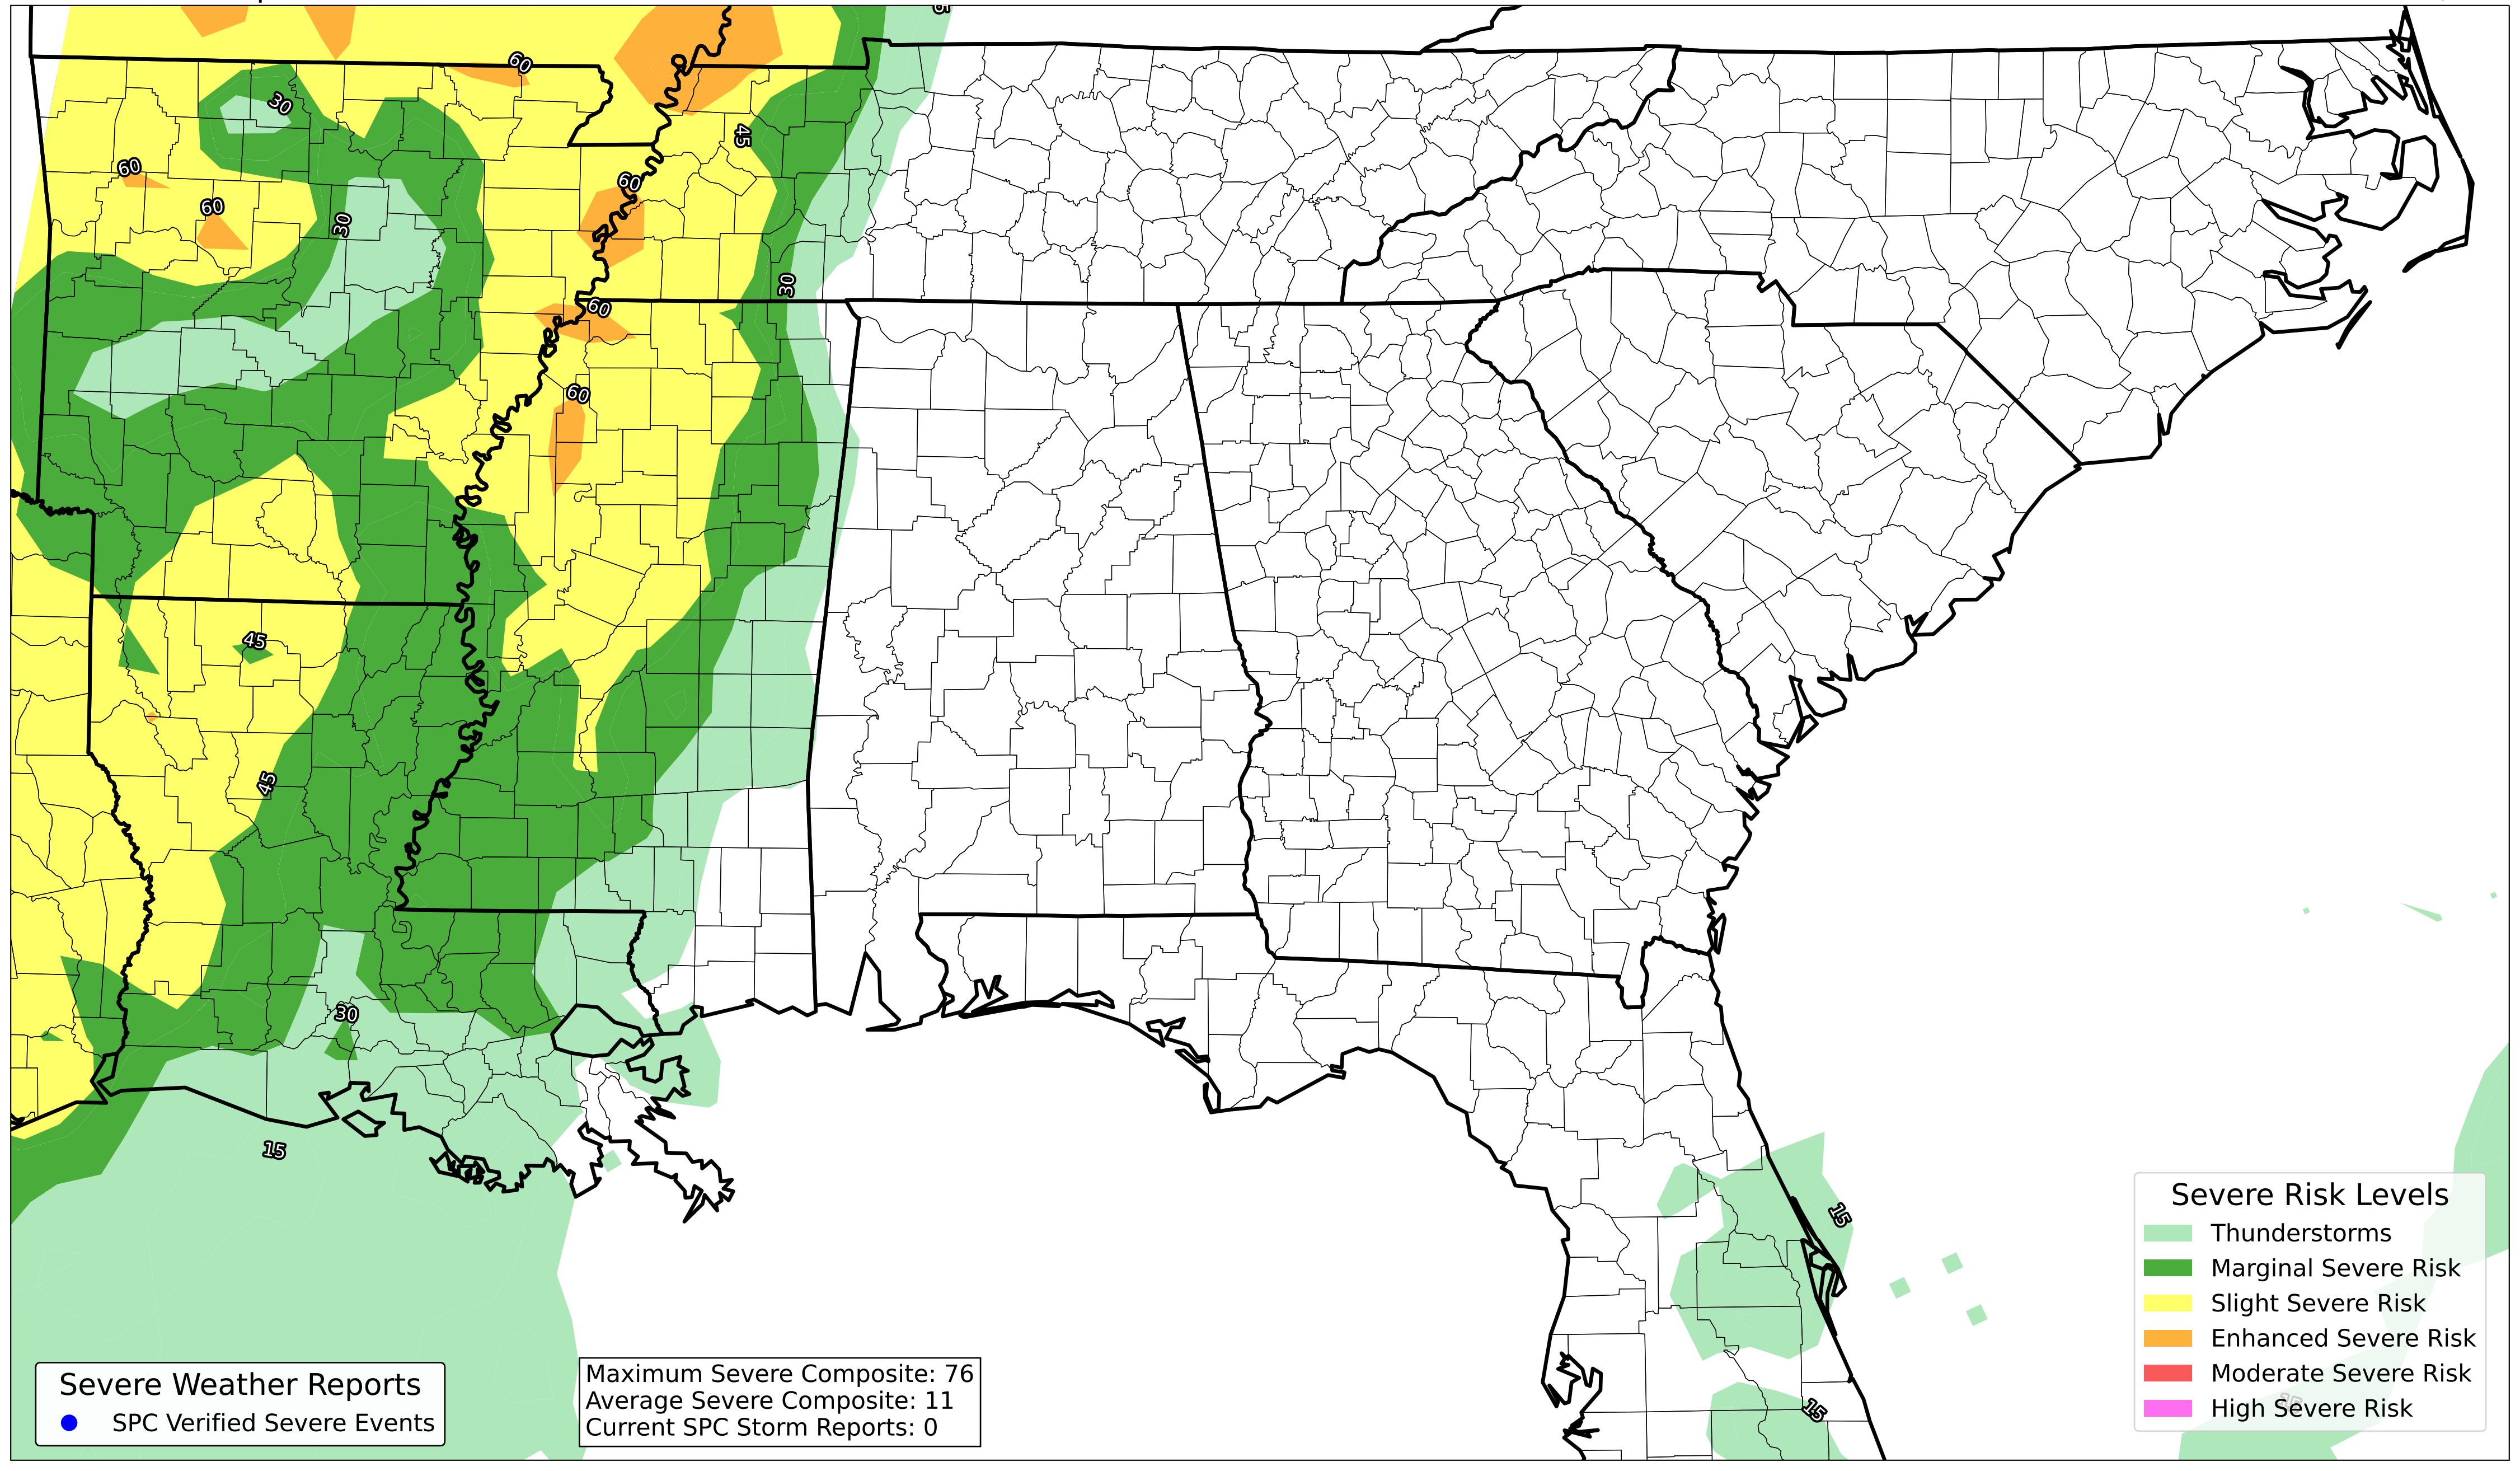 60
30
45
60
60
60
30
30
60
60
45
45
30
15
15
15
Severe Risk Levels
Thunderstorms
Marginal Severe Risk
Slight Severe Risk
Enhanced Severe Risk
Moderate Severe Risk
High Severe Risk
Severe Weather Reports
SPC Verified Severe Events
Maximum Severe Composite: 76
Average Severe Composite: 11
Current SPC Storm Reports: 0